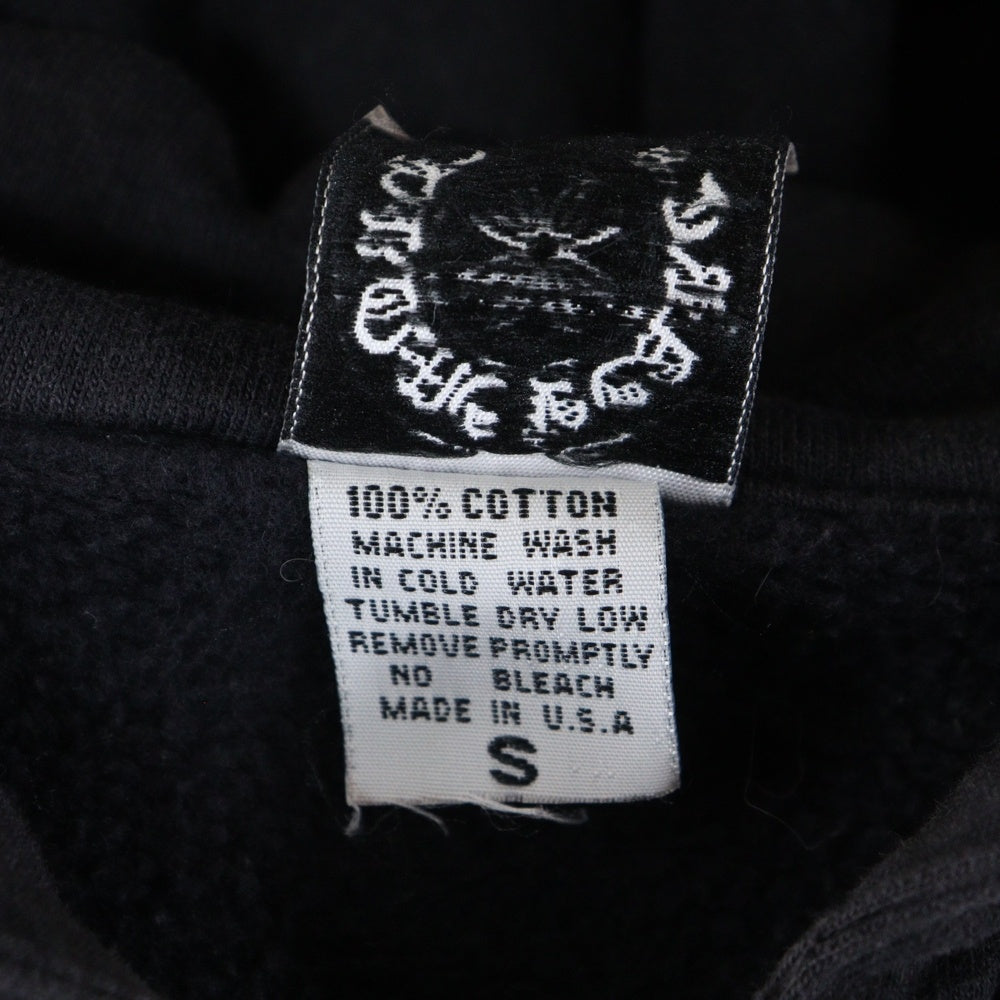 100% COTTON
MACHINE WASH
IN COLD WATER
TUMBLE DRY LOW
REMOVE PROMPTLY
NO BLEACH
MADE IN U.S.A
S